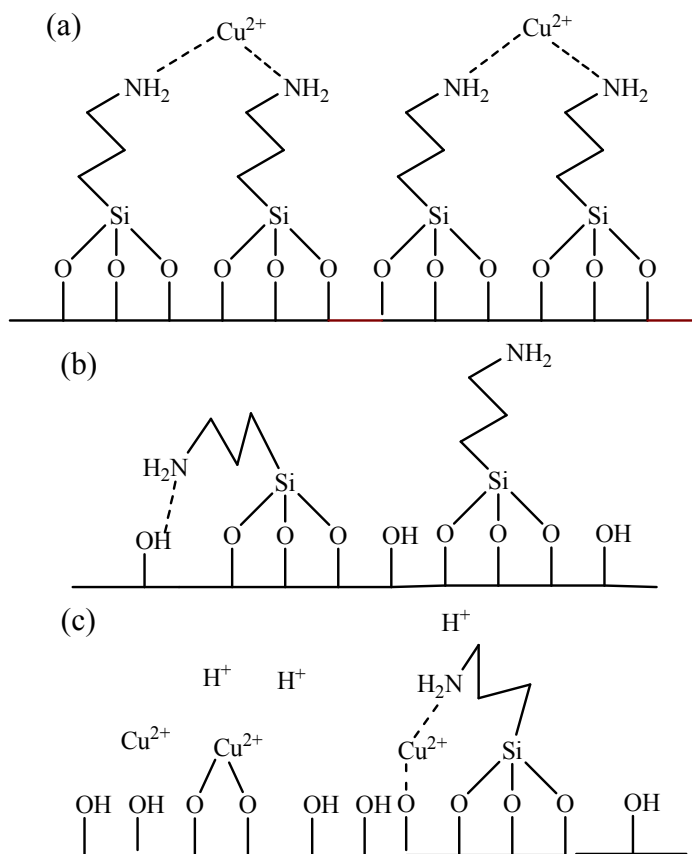 (a)
Cu2+ Cu2+
NH2 NH2 NH2 NH2
Si Si Si Si
O O O O O O O O O O O O
(b)
NH2
H2N
Si Si
OH O O O OH O O O OH
(c)
H+
H+ H+
H2N
Cu2+ Cu2+ Cu2+ Si
OH OH O O OH OH O O O O OH